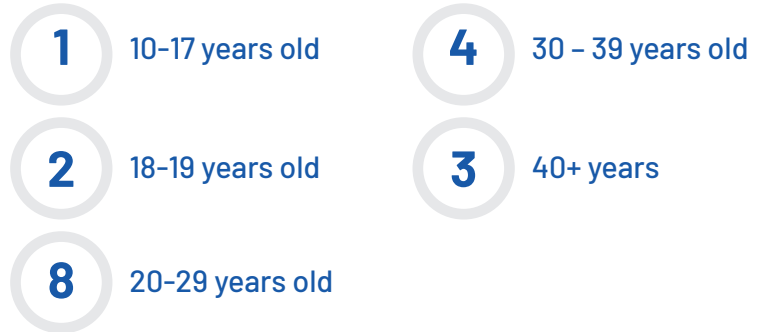 1 10-17 years old
2 18-19 years old
8 20-29 years old
4 30 – 39 years old
3 40+ years